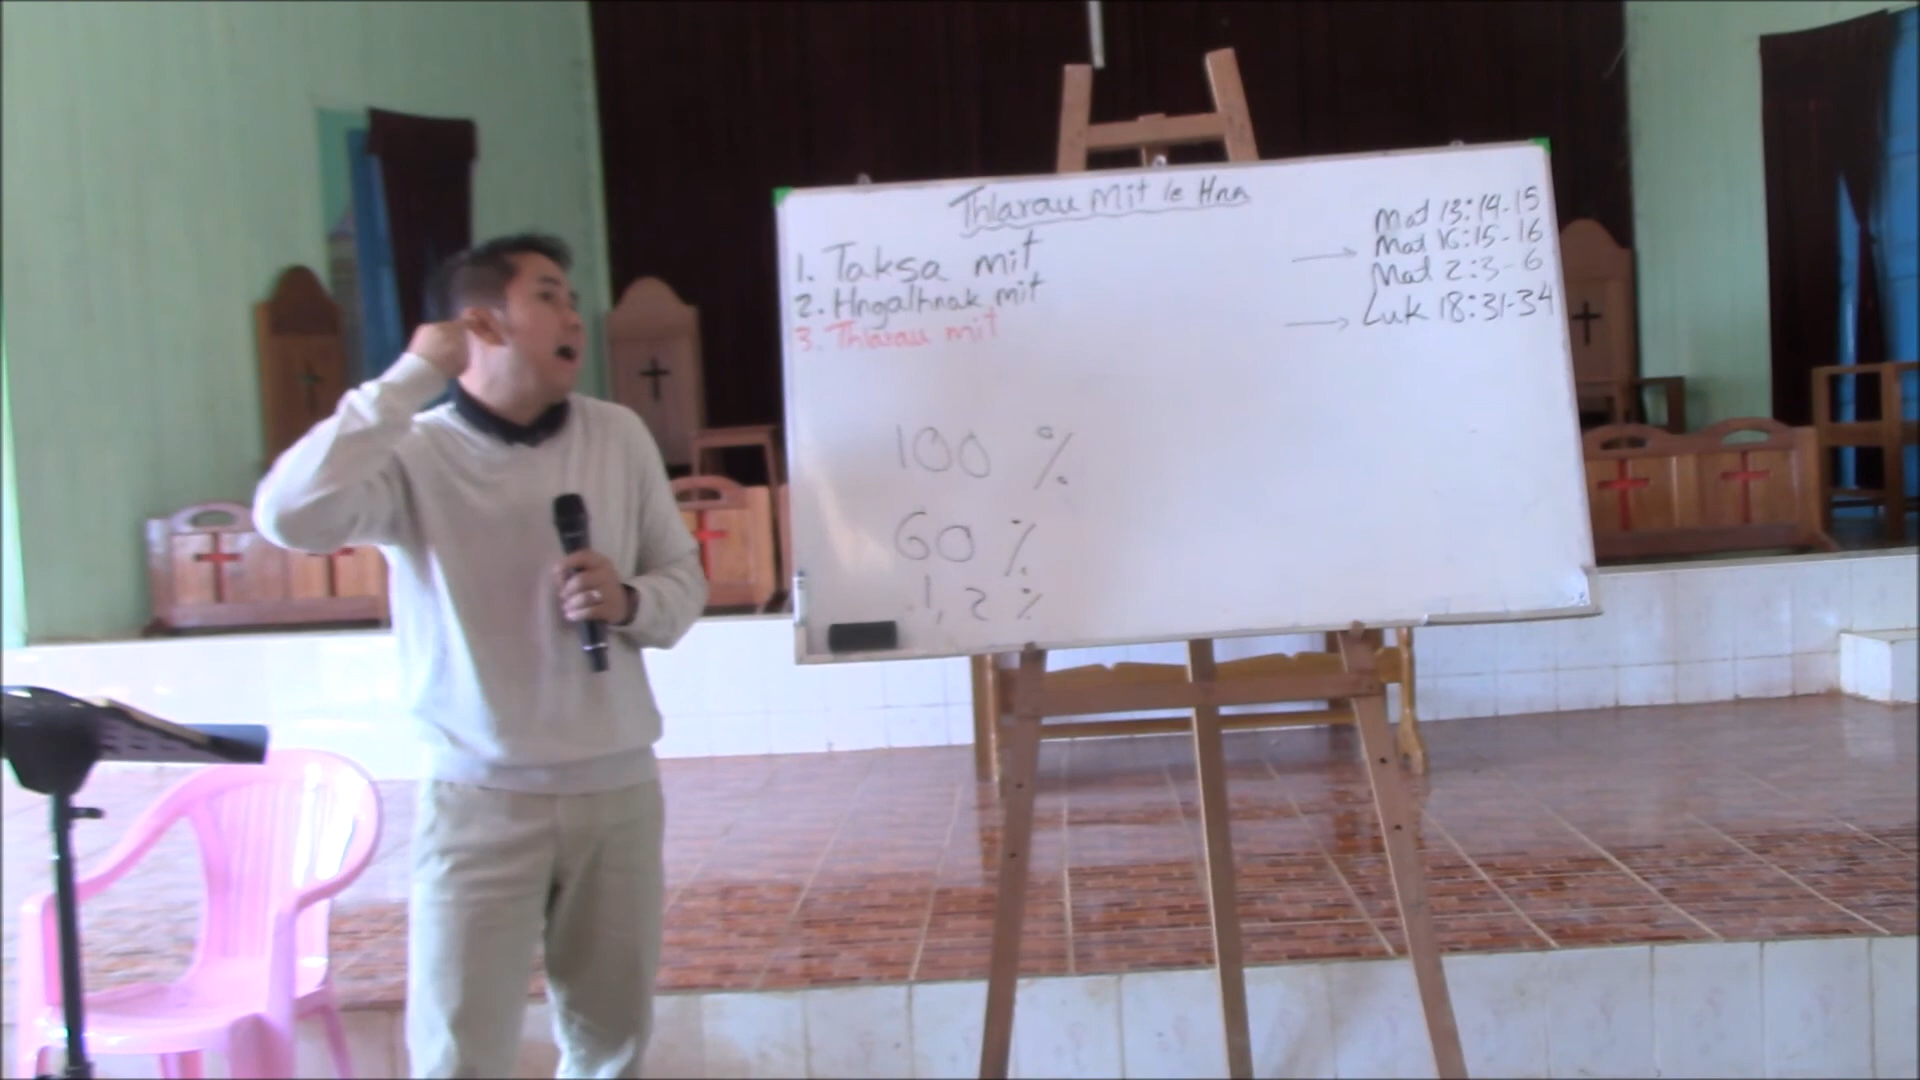 Thlarau Mit le Hna
1. Taksa mit
2. Hngalhnak mit
3. Thlarau mit
Mat 13:14-15
Mat 16:15-16
Mat 2:3-6
Luk 18:31-34
100 %
60 %
1, 2 %